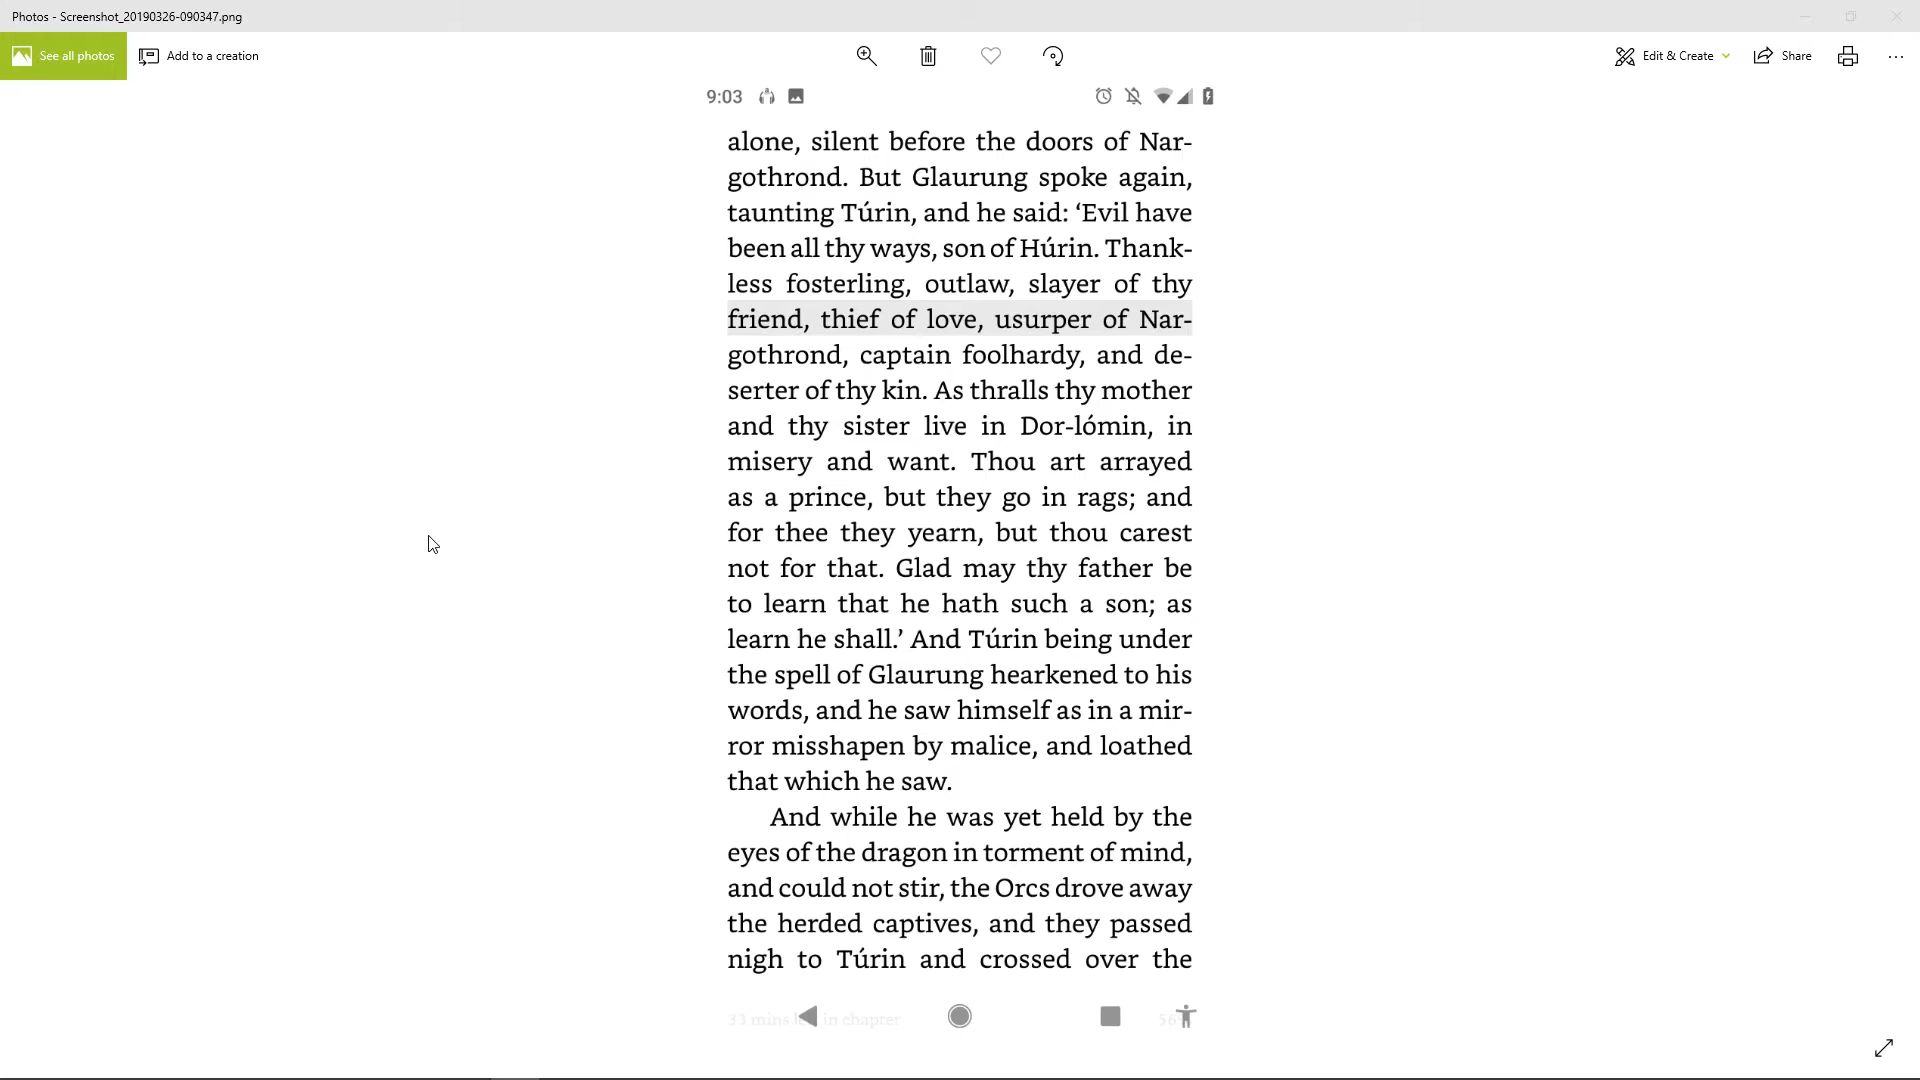 Photos - Screenshot_20190326-090347.png
See all photos
Add to a creation
Edit & Create
Share
9:03
alone, silent before the doors of Nar-
gothrond. But Glaurung spoke again,
taunting Túrin, and he said: ‘Evil have
been all thy ways, son of Húrin. Thank-
less fosterling, outlaw, slayer of thy
friend, thief of love, usurper of Nar-
gothrond, captain foolhardy, and de-
serter of thy kin. As thralls thy mother
and thy sister live in Dor-lómin, in
misery and want. Thou art arrayed
as a prince, but they go in rags; and
for thee they yearn, but thou carest
not for that. Glad may thy father be
to learn that he hath such a son; as
learn he shall.’ And Túrin being under
the spell of Glaurung hearkened to his
words, and he saw himself as in a mir-
ror misshapen by malice, and loathed
that which he saw.
And while he was yet held by the
eyes of the dragon in torment of mind,
and could not stir, the Orcs drove away
the herded captives, and they passed
nigh to Túrin and crossed over the
33 mins in chapter